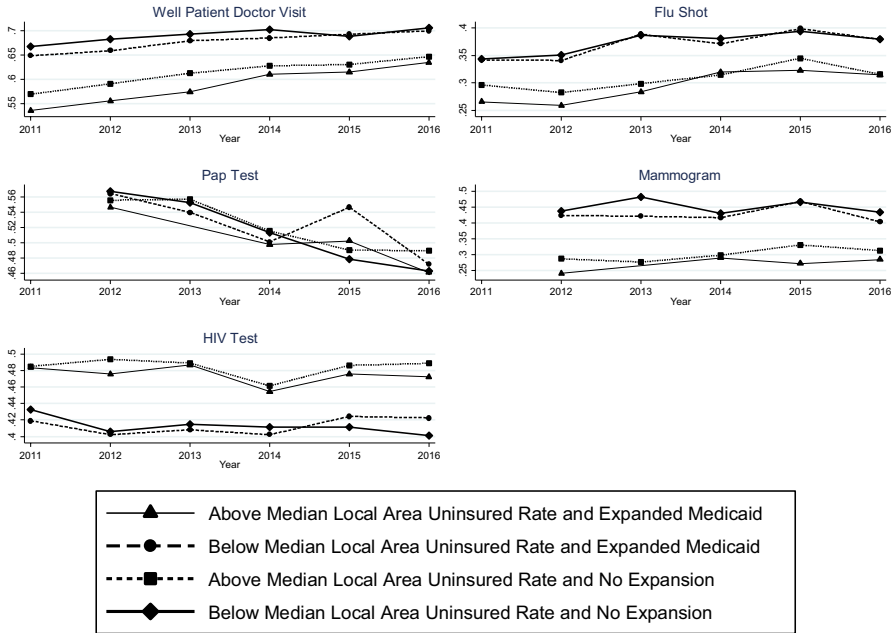 Well Patient Doctor Visit
.7
.65
.6
.55
2011 2012 2013 2014 2015 2016
Year
Flu Shot
.4
.35
.3
.25
2011 2012 2013 2014 2015 2016
Year
Pap Test
.56
.54
.52
.5
.48
.46
2011 2012 2013 2014 2015 2016
Year
Mammogram
.5
.45
.4
.35
.3
.25
2011 2012 2013 2014 2015 2016
Year
HIV Test
.5
.48
.46
.44
.42
.4
2011 2012 2013 2014 2015 2016
Year
Above Median Local Area Uninsured Rate and Expanded Medicaid
Below Median Local Area Uninsured Rate and Expanded Medicaid
Above Median Local Area Uninsured Rate and No Expansion
Below Median Local Area Uninsured Rate and No Expansion